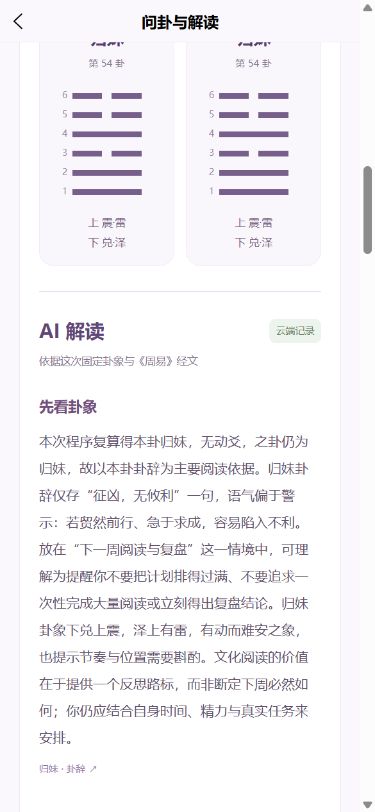 问卦与解读
归妹
归妹
第 54 卦
第 54 卦
6
5
4
3
2
1
6
5
4
3
2
1
上 震·雷
下 兑·泽
上 震·雷
下 兑·泽
AI 解读
云端记录
依据这次固定卦象与《周易》经文
先看卦象
本次程序复算得本卦归妹，无动爻，之卦仍为
归妹，故以本卦卦辞为主要阅读依据。归妹卦
辞仅存“征凶，无攸利”一句，语气偏于警
示：若贸然前行、急于求成，容易陷入不利。
放在“下一周阅读与复盘”这一情境中，可理
解为提醒你不要把计划排得过满、不要追求一
次性完成大量阅读或立刻得出复盘结论。归妹
卦象下兑上震，泽上有雷，有动而难安之象，
也提示节奏与位置需要斟酌。文化阅读的价值
在于提供一个反思路标，而非断定下周必然如
何；你仍应结合自身时间、精力与真实任务来
安排。
归妹 · 卦辞 ↗